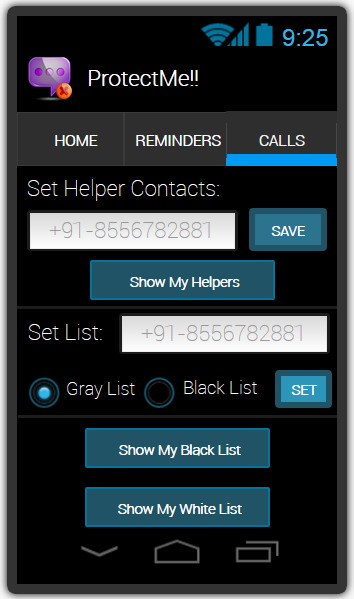 9:25
ProtectMe!!
HOME REMINDERS CALLS
Set Helper Contacts:
+91-8556782881 SAVE
Show My Helpers
Set List: +91-8556782881
Gray List Black List SET
Show My Black List
Show My White List